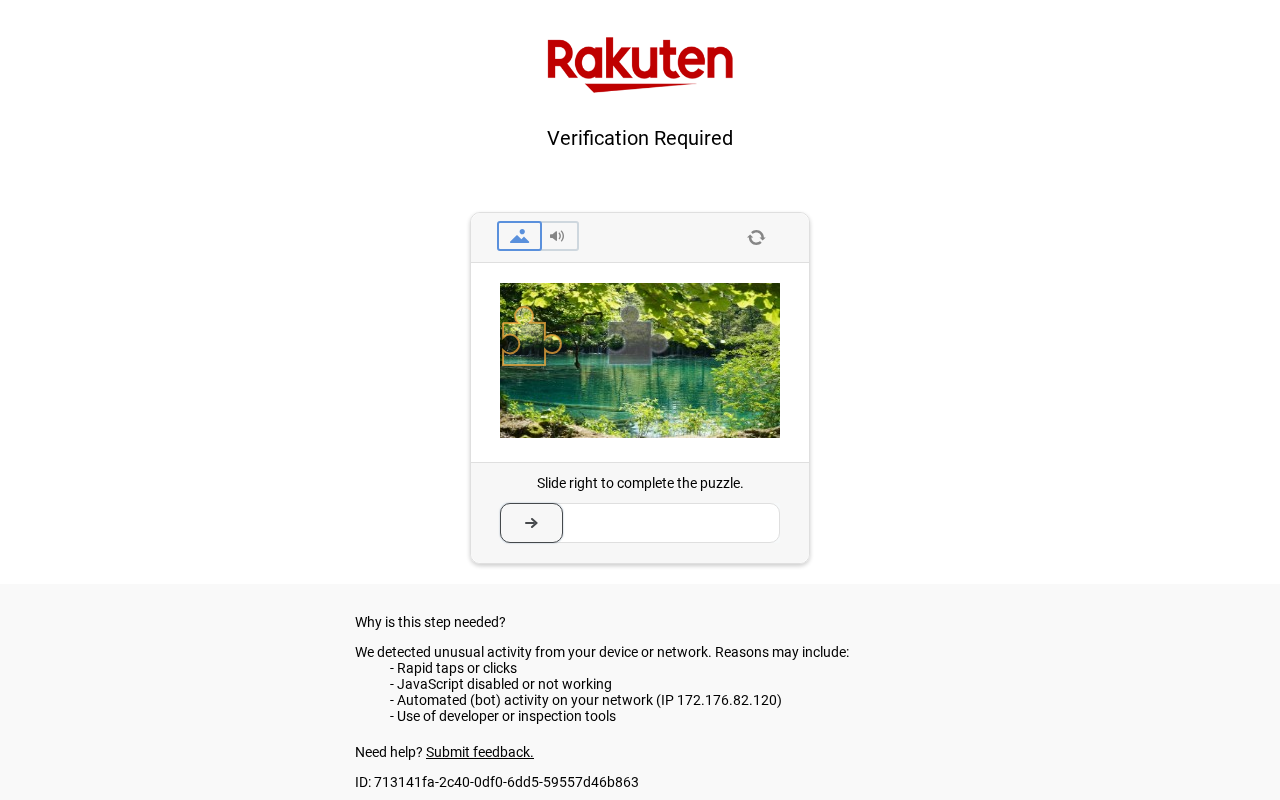 Rakuten
Verification Required
Slide right to complete the puzzle.
Why is this step needed?
We detected unusual activity from your device or network. Reasons may include:
- Rapid taps or clicks
- JavaScript disabled or not working
- Automated (bot) activity on your network (IP 172.176.82.120)
- Use of developer or inspection tools
Need help? Submit feedback.
ID: 713141fa-2c40-0df0-6dd5-59557d46b863